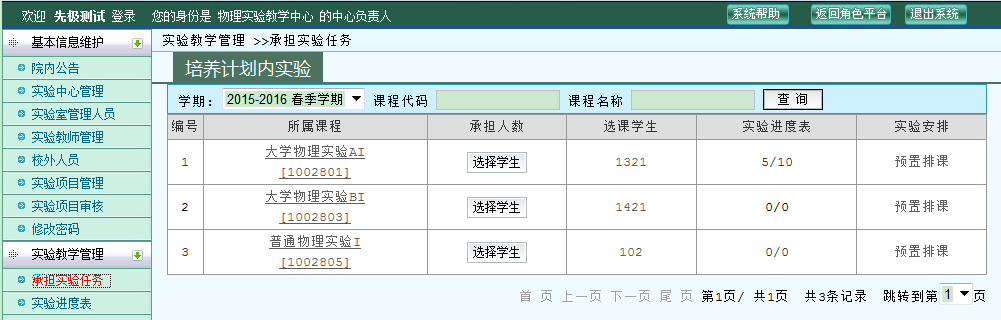 欢迎 先极测试 登录 您的身份是 物理实验教学中心 的中心负责人
系统帮助 返回角色平台 退出系统
基本信息维护
院内公告
实验中心管理
实验室管理人员
实验教师管理
校外人员
实验项目管理
实验项目审核
修改密码
实验教学管理
承担实验任务
实验进度表
实验教学管理 >>承担实验任务
培养计划内实验
学期: 2015-2016 春季学期 课程代码 课程名称 查 询
编号 所属课程 承担人数 选课学生 实验进度表 实验安排
1 大学物理实验AI [1002801] 选择学生 1321 5/10 预置排课
2 大学物理实验BI [1002803] 选择学生 1421 0/0 预置排课
3 普通物理实验I [1002805] 选择学生 102 0/0 预置排课
首 页 上一页 下一页 尾 页 第1页/ 共1页 共3条记录 跳转到第 1 页